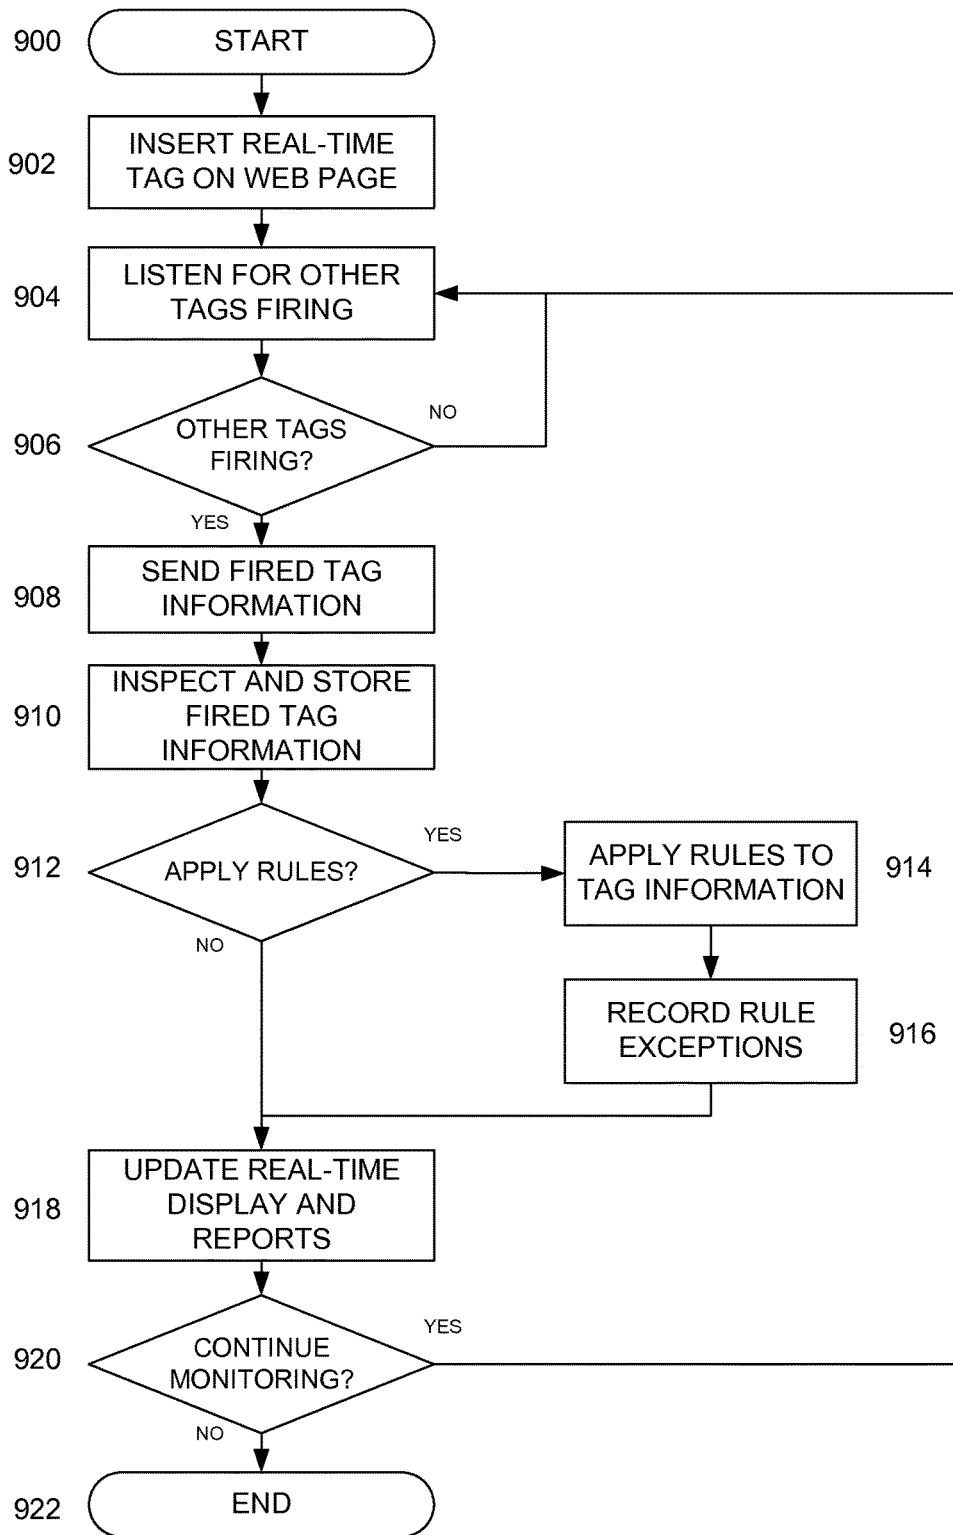 900
START
902
INSERT REAL-TIME
TAG ON WEB PAGE
904
LISTEN FOR OTHER
TAGS FIRING
906
OTHER TAGS
FIRING?
NO
YES
908
SEND FIRED TAG
INFORMATION
910
INSPECT AND STORE
FIRED TAG
INFORMATION
912
APPLY RULES?
YES
NO
APPLY RULES TO
TAG INFORMATION
914
RECORD RULE
EXCEPTIONS
916
918
UPDATE REAL-TIME
DISPLAY AND
REPORTS
920
CONTINUE
MONITORING?
YES
NO
922
END